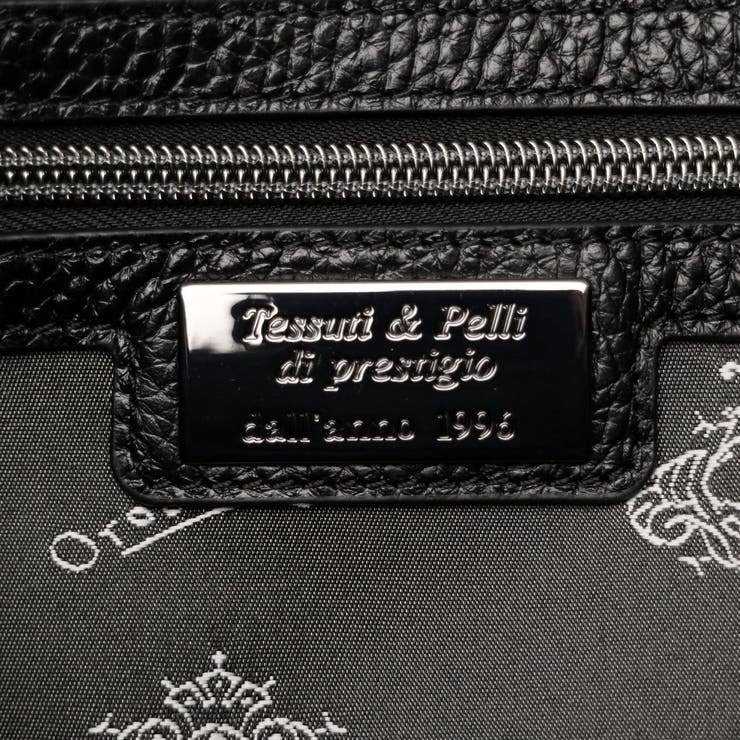 Tessuti & Pelli
di prestigio
dall'anno 1996